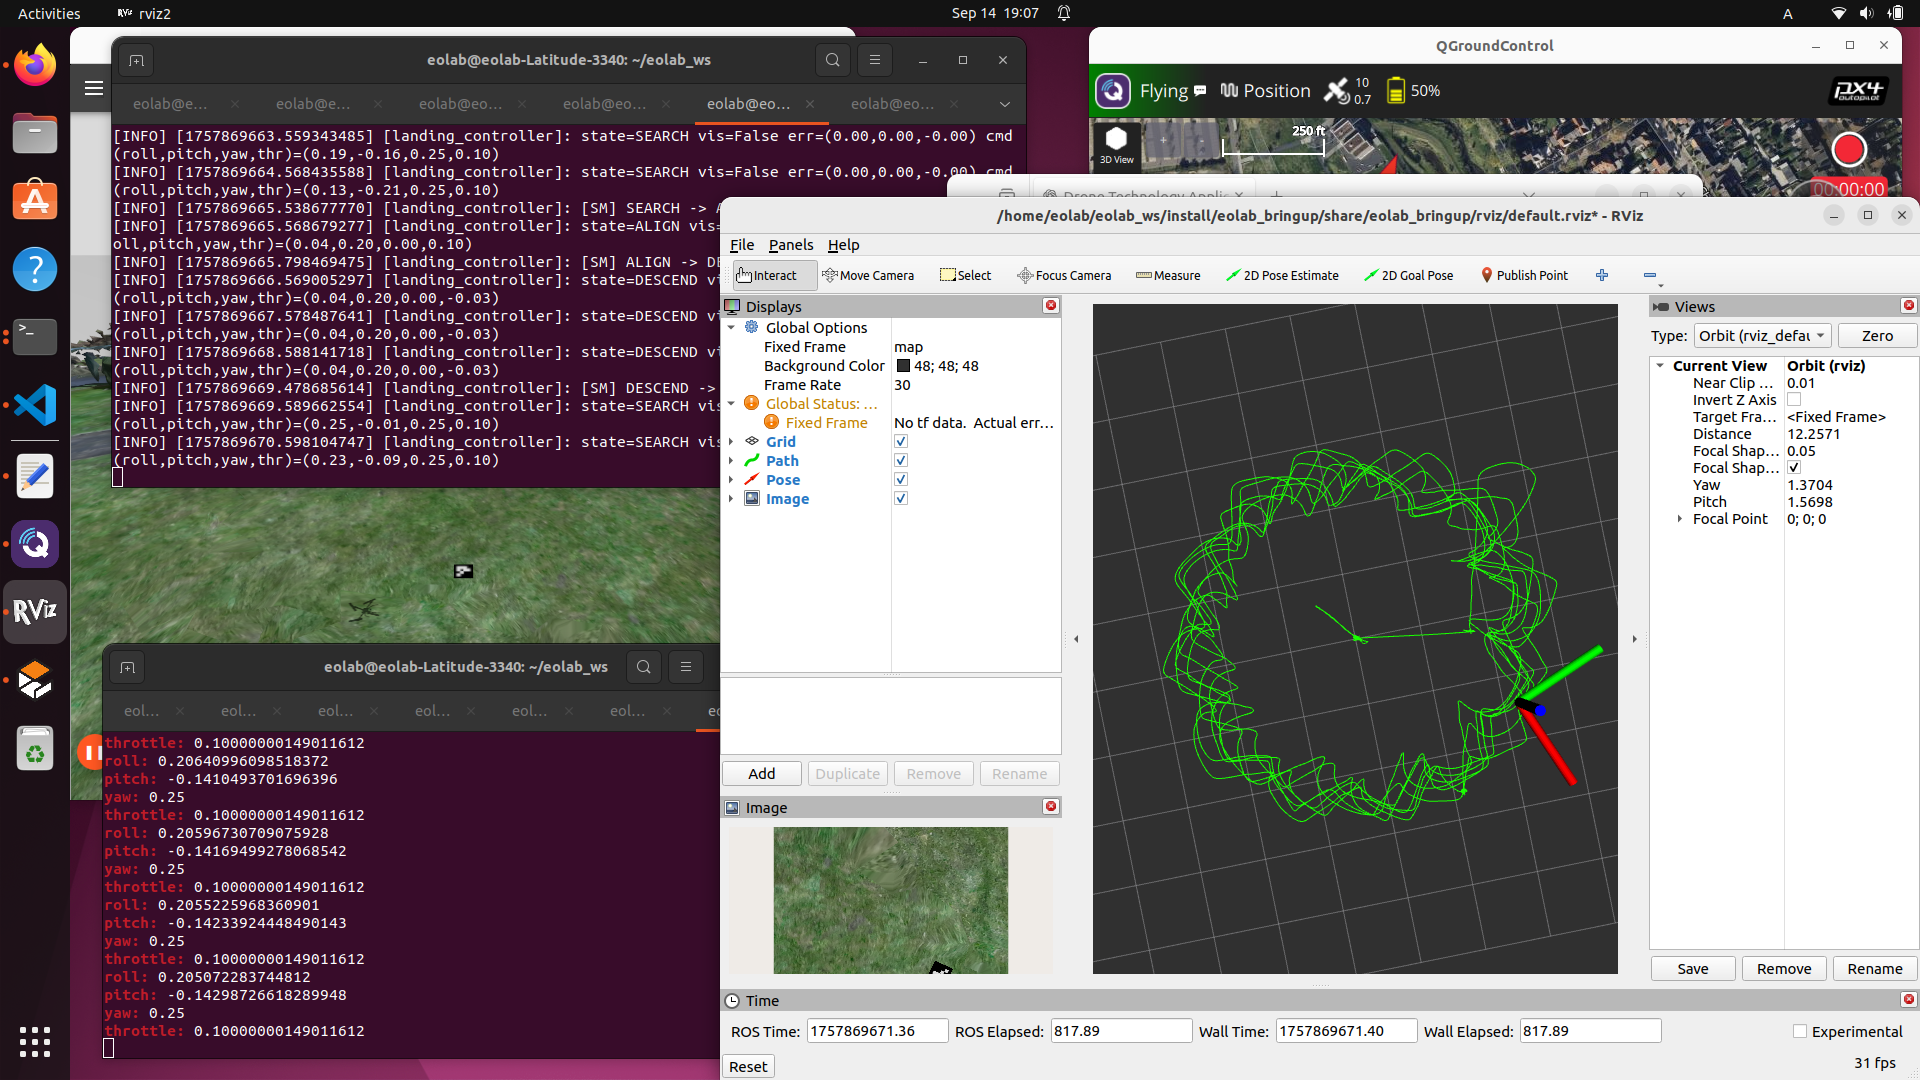 Activities
rviz2
Sep 14 19:07
A
eolab@eolab-Latitude-3340: ~/eolab_ws
eolab@e...
eolab@e...
eolab@eo...
eolab@eo...
eolab@eo...
eolab@eo...
[INFO] [1757869663.559343485] [landing_controller]: state=SEARCH vis=False err=(0.00,0.00,-0.00) cmd
(roll,pitch,yaw,thr)=(0.19,-0.16,0.25,0.10)
[INFO] [1757869664.568435588] [landing_controller]: state=SEARCH vis=False err=(0.00,0.00,-0.00) cmd
(roll,pitch,yaw,thr)=(0.13,-0.21,0.25,0.10)
[INFO] [1757869665.538677770] [landing_controller]: [SM] SEARCH ->
[INFO] [1757869665.568679277] [landing_controller]: state=ALIGN vis=
oll,pitch,yaw,thr)=(0.04,0.20,0.00,0.10)
[INFO] [1757869665.798469475] [landing_controller]: [SM] ALIGN -> DE
[INFO] [1757869666.569005297] [landing_controller]: state=DESCEND vi
(roll,pitch,yaw,thr)=(0.04,0.20,0.00,-0.03)
[INFO] [1757869667.578487641] [landing_controller]: state=DESCEND vi
(roll,pitch,yaw,thr)=(0.04,0.20,0.00,-0.03)
[INFO] [1757869668.588141718] [landing_controller]: state=DESCEND vi
(roll,pitch,yaw,thr)=(0.04,0.20,0.00,-0.03)
[INFO] [1757869669.478685614] [landing_controller]: [SM] DESCEND ->
[INFO] [1757869669.589662554] [landing_controller]: state=SEARCH vis
(roll,pitch,yaw,thr)=(0.25,-0.01,0.25,0.10)
[INFO] [1757869670.598104747] [landing_controller]: state=SEARCH vis
(roll,pitch,yaw,thr)=(0.23,-0.09,0.25,0.10)
QGroundControl
Flying
Position
10
0.7
50%
px4
autopilot
3D View
250 ft
00:00:00
Drone Technology Appli
/home/eolab/eolab_ws/install/eolab_bringup/share/eolab_bringup/rviz/default.rviz* - RViz
File Panels Help
Interact Move Camera Select Focus Camera Measure 2D Pose Estimate 2D Goal Pose Publish Point
Displays
Global Options
Fixed Frame map
Background Color 48; 48; 48
Frame Rate 30
Global Status: ...
Fixed Frame No tf data. Actual err...
Grid
Path
Pose
Image
Add Duplicate Remove Rename
Image
Views
Type: Orbit (rviz_defau Zero
Current View Orbit (rviz)
Near Clip ... 0.01
Invert Z Axis
Target Fra... <Fixed Frame>
Distance 12.2571
Focal Shap... 0.05
Focal Shap...
Yaw 1.3704
Pitch 1.5698
Focal Point 0; 0; 0
Save Remove Rename
Time
ROS Time: 1757869671.36 ROS Elapsed: 817.89 Wall Time: 1757869671.40 Wall Elapsed: 817.89 Experimental
Reset
31 fps
RViz
eolab@eolab-Latitude-3340: ~/eolab_ws
eol...
eol...
eol...
eol...
eol...
eol...
eo
throttle: 0.10000000149011612
roll: 0.20640996098518372
pitch: -0.1410493701696396
yaw: 0.25
throttle: 0.10000000149011612
roll: 0.205967307090759​28
pitch: -0.14169499278068542
yaw: 0.25
throttle: 0.10000000149011612
roll: 0.2055225968360901
pitch: -0.14233924448490143
yaw: 0.25
throttle: 0.10000000149011612
roll: 0.205072283744812
pitch: -0.14298726618289948
yaw: 0.25
throttle: 0.10000000149011612